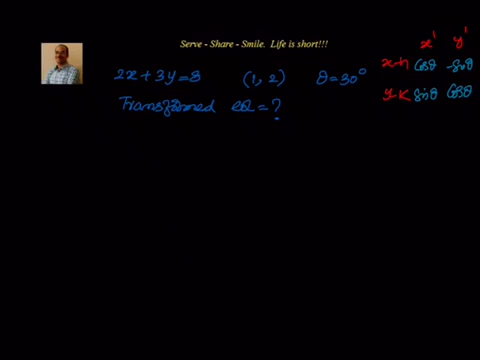 Serve - Share - Smile. Life is short!!!
2x + 3y = 8 (1, 2) θ = 30°
Transformed eq = ?
x' y'
x-h cosθ -sinθ
y-k sinθ cosθ